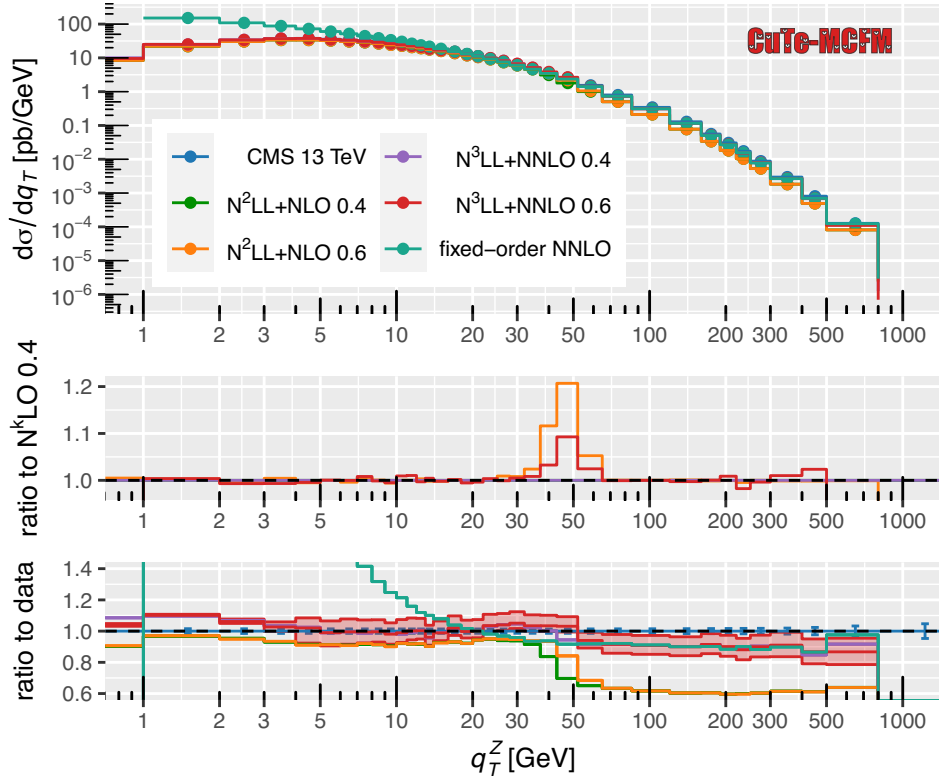 CuTe-MCFM
dσ/dq_T [pb/GeV]
100
10
1
0.1
10⁻²
10⁻³
10⁻⁴
10⁻⁵
10⁻⁶
CMS 13 TeV
N²LL+NLO 0.4
N²LL+NLO 0.6
N³LL+NNLO 0.4
N³LL+NNLO 0.6
fixed−order NNLO
1 2 3 5 10 20 30 50 100 200 300 500 1000
ratio to NᵏLO 0.4
1.2
1.1
1.0
1 2 3 5 10 20 30 50 100 200 300 500 1000
ratio to data
1.4
1.2
1.0
0.8
0.6
1 2 3 5 10 20 30 50 100 200 300 500 1000
q_T^Z [GeV]